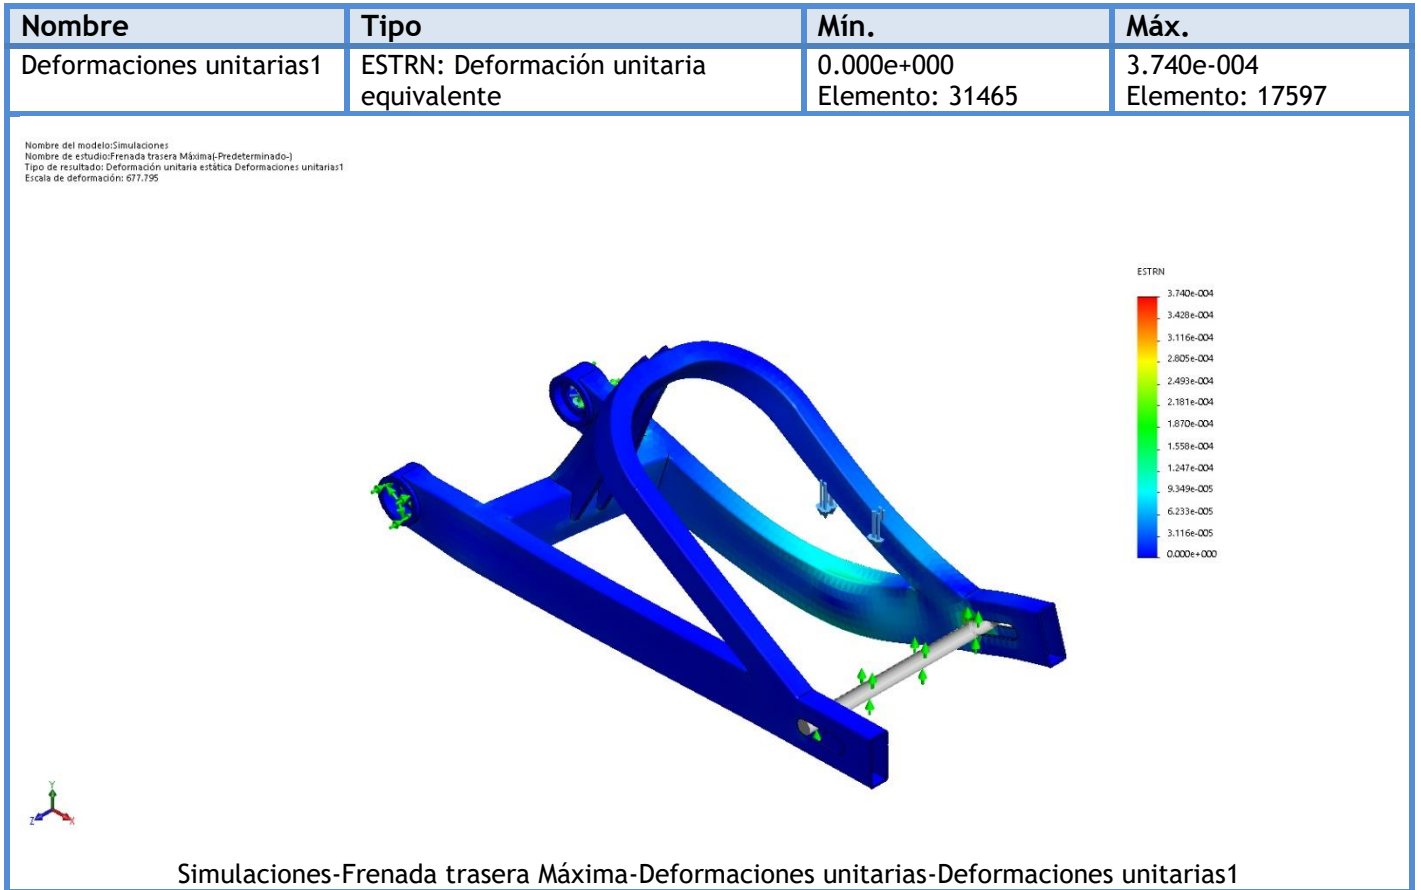 Nombre Tipo Mín. Máx.
Deformaciones unitarias1 ESTRN: Deformación unitaria 0.000e+000 3.740e-004
equivalente Elemento: 31465 Elemento: 17597
Nombre del modelo:Simulaciones
Nombre de estudio:Frenada trasera Máxima(-Predeterminado-)
Tipo de resultado: Deformación unitaria estática Deformaciones unitarias1
Escala de deformación: 677.795
ESTRN
3.740e-004
3.428e-004
3.116e-004
2.805e-004
2.493e-004
2.181e-004
1.870e-004
1.558e-004
1.247e-004
9.349e-005
6.233e-005
3.116e-005
0.000e+000
Y
Z X
Simulaciones-Frenada trasera Máxima-Deformaciones unitarias-Deformaciones unitarias1